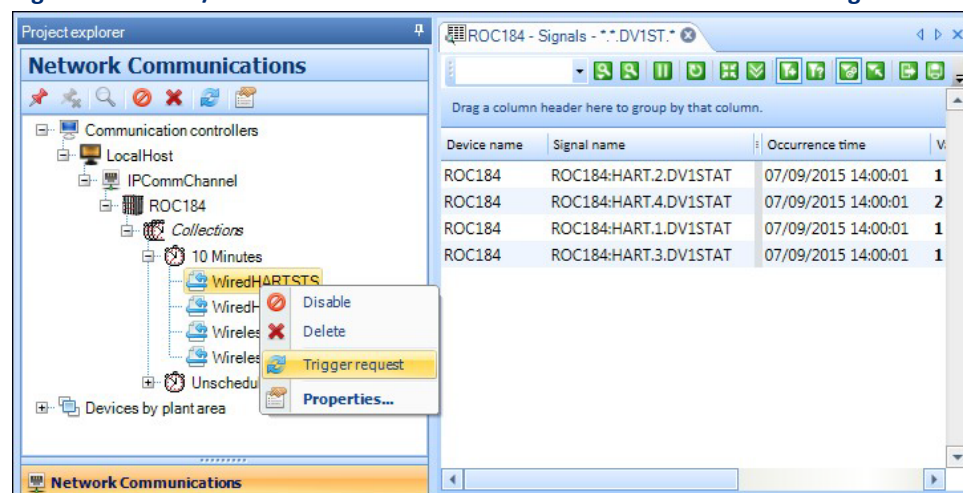 Project explorer
Network Communications
Communication controllers
LocalHost
IPCommChannel
ROC184
Collections
10 Minutes
WiredHARTSTS
WiredH
Wireles
Wireles
Unschedu
Devices by plant area
Disable
Delete
Trigger request
Properties...
Network Communications
ROC184 - Signals - *.*.DV1ST.*
Drag a column header here to group by that column.
Device name Signal name Occurrence time
ROC184 ROC184:HART.2.DV1STAT 07/09/2015 14:00:01 1
ROC184 ROC184:HART.4.DV1STAT 07/09/2015 14:00:01 2
ROC184 ROC184:HART.1.DV1STAT 07/09/2015 14:00:01 1
ROC184 ROC184:HART.3.DV1STAT 07/09/2015 14:00:01 1